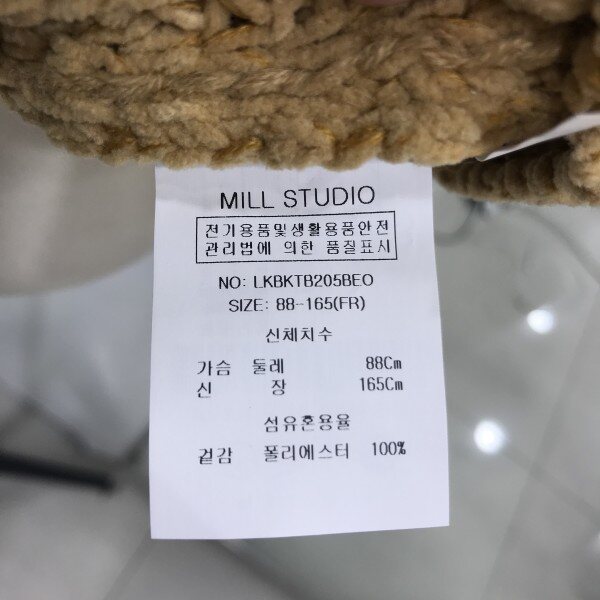 MILL STUDIO
전기용품및생활용품안전
관리법에 의한 품질표시
NO: LKBKTB205BEO
SIZE: 88-165(FR)
신체치수
가슴 둘레 88Cm
신 장 165Cm
섬유혼용율
겉감 폴리에스터 100%